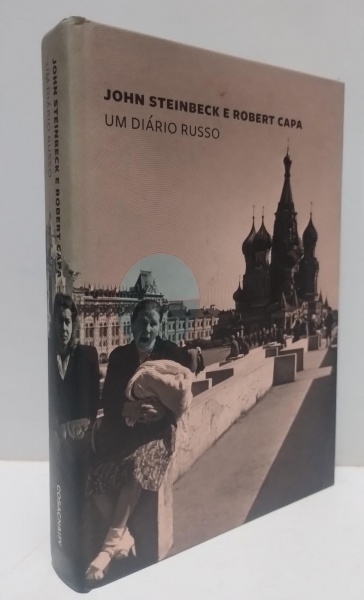 JOHN STEINBECK E ROBERT CAPA
UM DIÁRIO RUSSO
JOHN STEINBECK E ROBERT CAPA
UM DIÁRIO RUSSO
COSACNAIFY